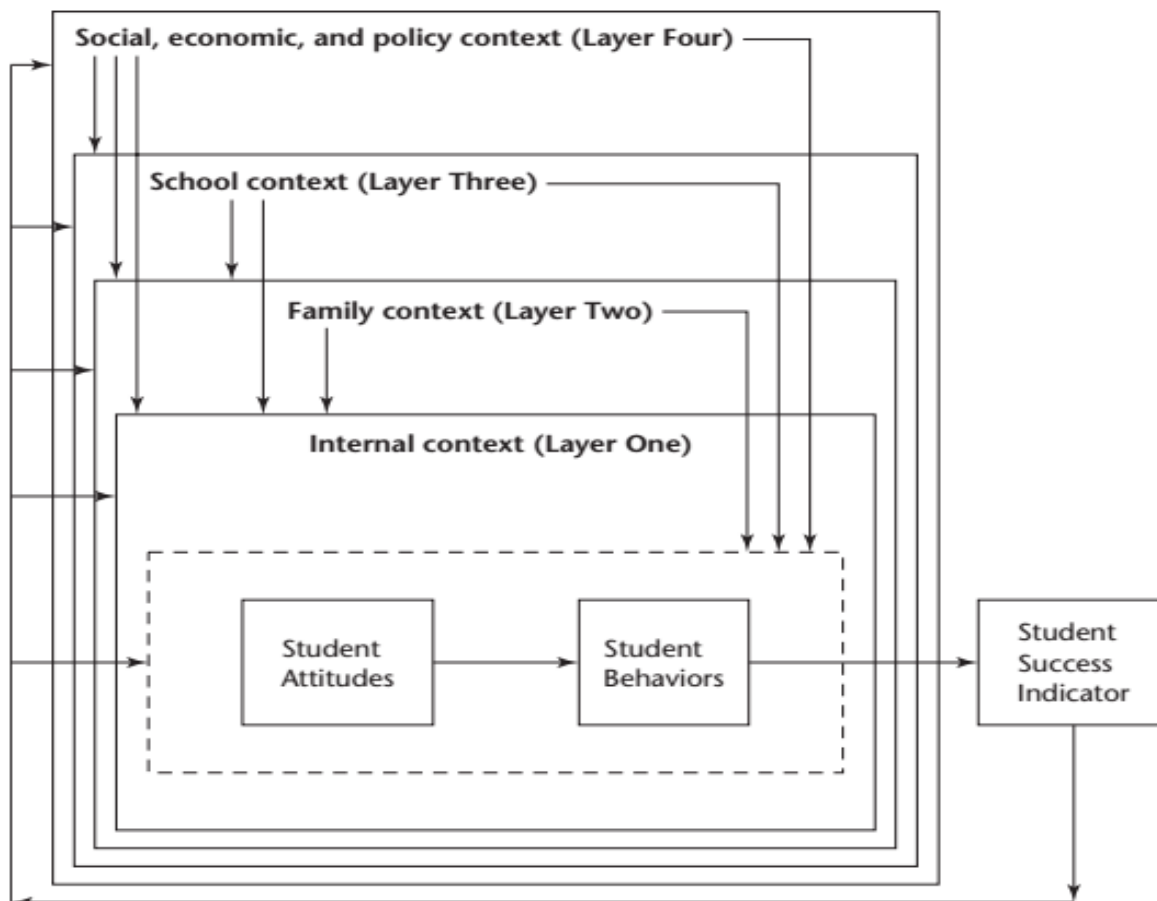 Social, economic, and policy context (Layer Four)
School context (Layer Three)
Family context (Layer Two)
Internal context (Layer One)
Student
Attitudes
Student
Behaviors
Student
Success
Indicator